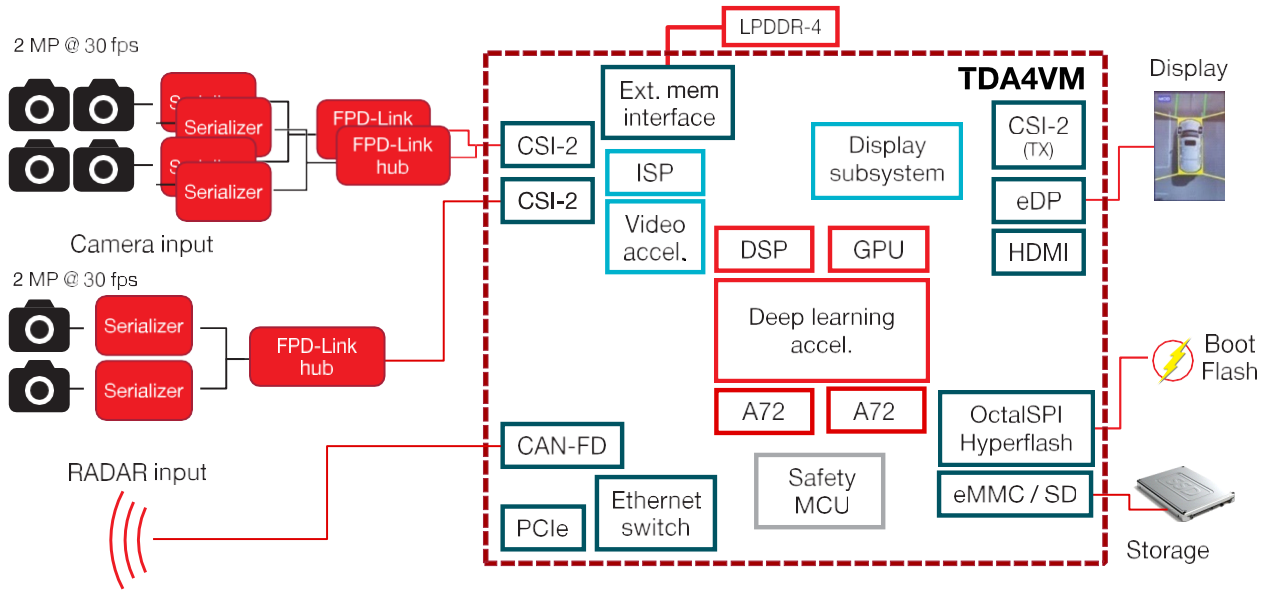 LPDDR-4
2 MP @ 30 fps
Serializer
Serializer
FPD-Link
FPD-Link
hub
Camera input
2 MP @ 30 fps
Serializer
Serializer
FPD-Link
hub
RADAR input
TDA4VM
Ext. mem
interface
CSI-2
CSI-2
ISP
Video
accel.
Display
subsystem
CSI-2
(TX)
eDP
HDMI
DSP
GPU
Deep learning
accel.
A72
A72
CAN-FD
Ethernet
switch
PCIe
Safety
MCU
OctalSPI
Hyperflash
eMMC / SD
Display
Boot
Flash
Storage